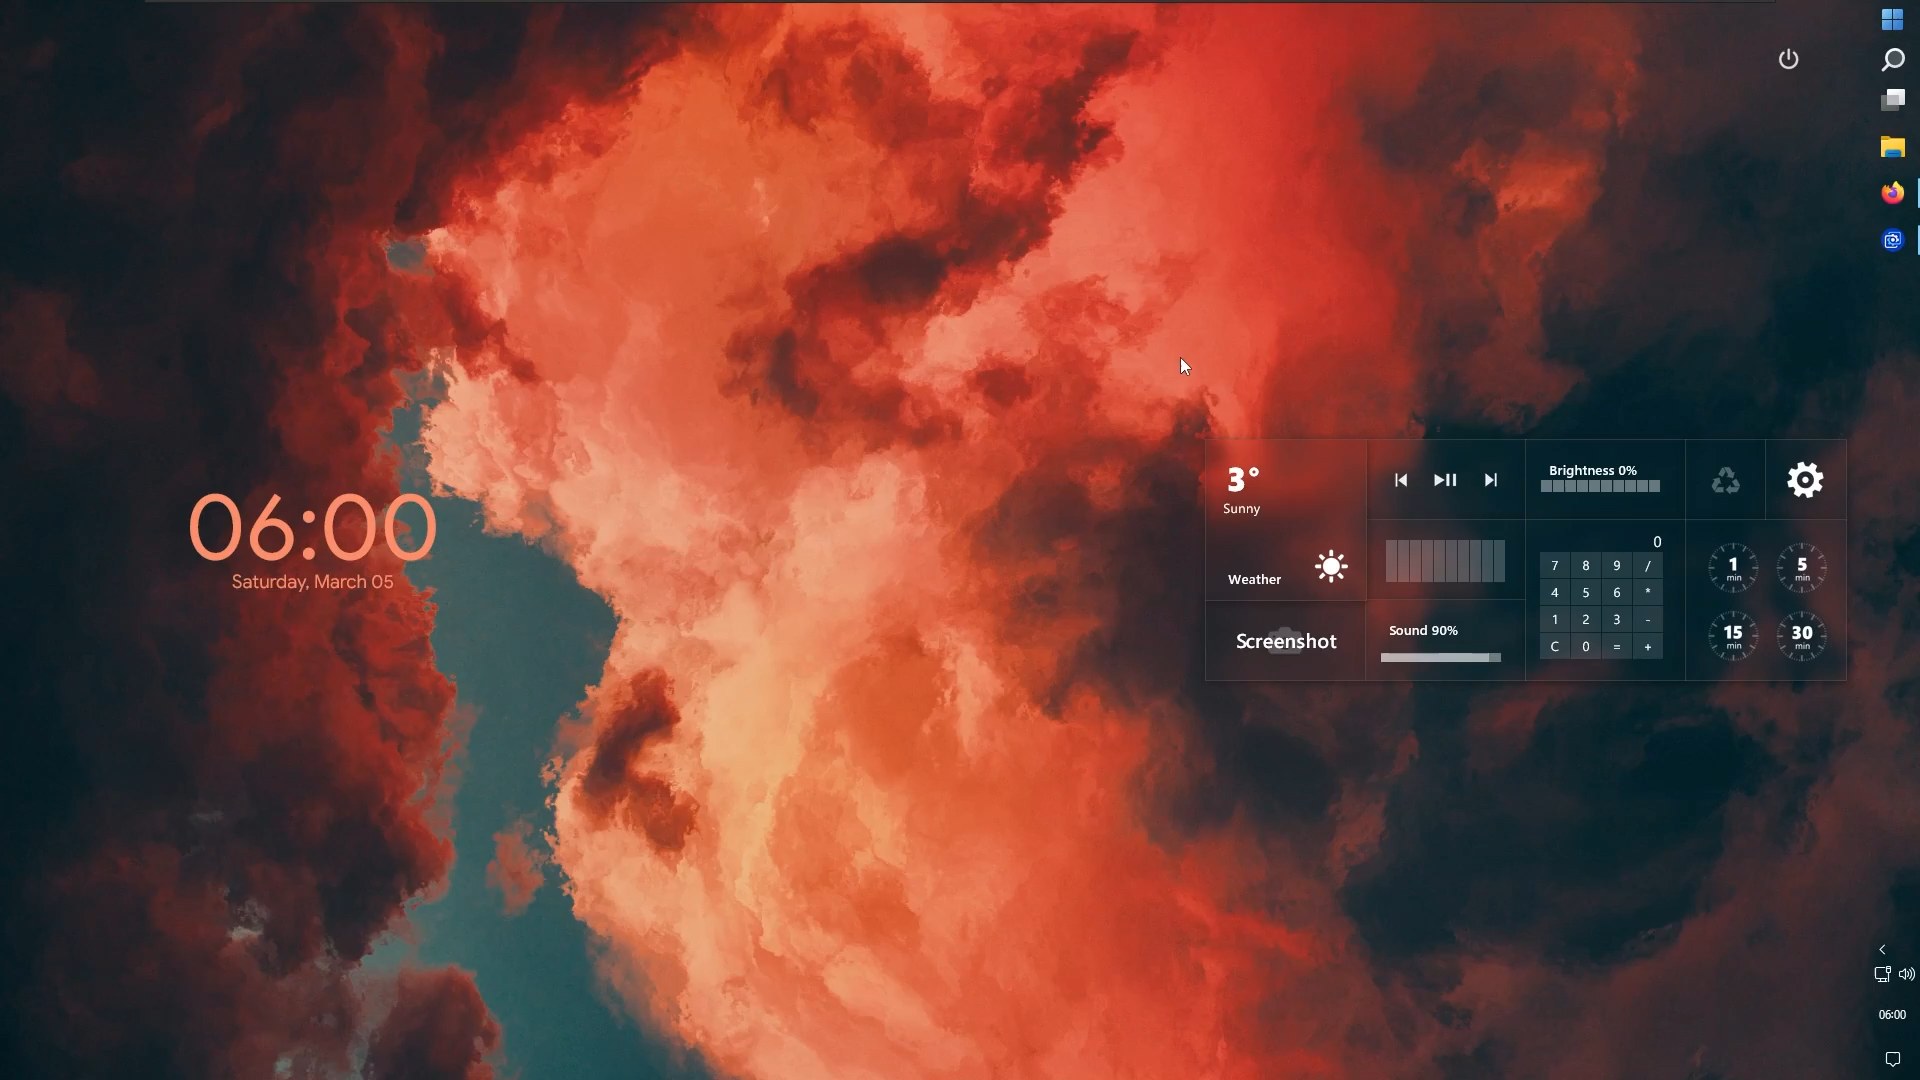 06:00
Saturday, March 05
3°
Sunny
Weather
Screenshot
Sound 90%
Brightness 0%
0
7 8 9 /
4 5 6 *
1 2 3 -
C 0 = +
1
min
5
min
15
min
30
min
06:00